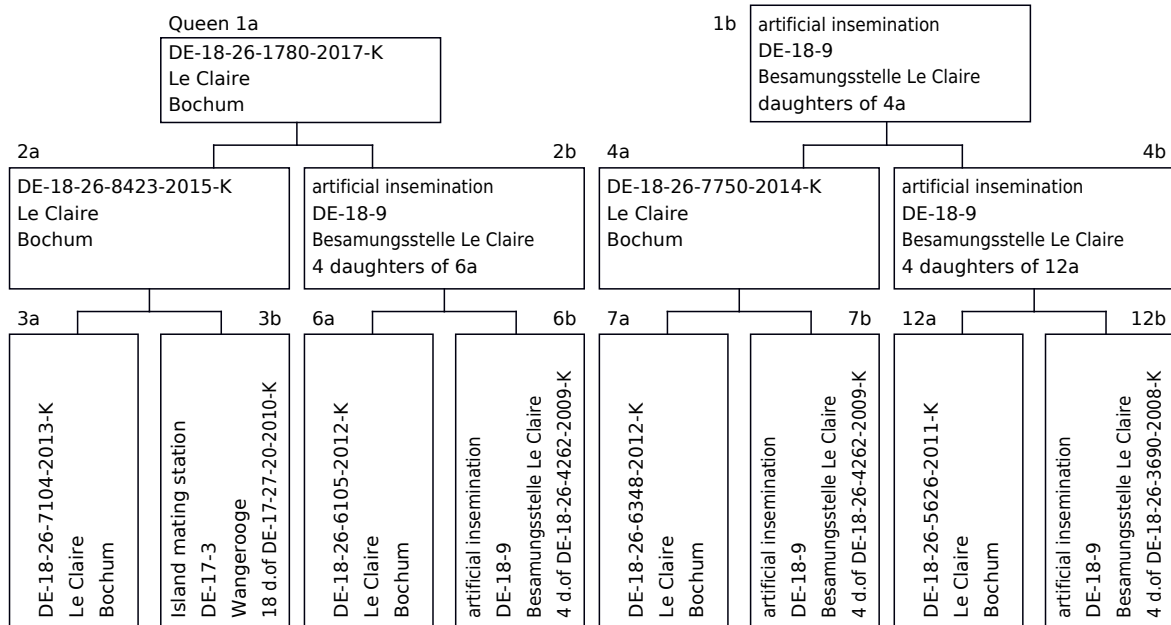 Queen 1a
DE-18-26-1780-2017-K
Le Claire
Bochum
1b
artificial insemination
DE-18-9
Besamungsstelle Le Claire
daughters of 4a
2a
DE-18-26-8423-2015-K
Le Claire
Bochum
2b
artificial insemination
DE-18-9
Besamungsstelle Le Claire
4 daughters of 6a
4a
DE-18-26-7750-2014-K
Le Claire
Bochum
4b
artificial insemination
DE-18-9
Besamungsstelle Le Claire
4 daughters of 12a
3a
DE-18-26-7104-2013-K
Le Claire
Bochum
3b
Island mating station
DE-17-3
Wangerooge
18 d.of DE-17-27-20-2010-K
6a
DE-18-26-6105-2012-K
Le Claire
Bochum
6b
artificial insemination
DE-18-9
Besamungsstelle Le Claire
4 d.of DE-18-26-4262-2009-K
7a
DE-18-26-6348-2012-K
Le Claire
Bochum
7b
artificial insemination
DE-18-9
Besamungsstelle Le Claire
4 d.of DE-18-26-4262-2009-K
12a
DE-18-26-5626-2011-K
Le Claire
Bochum
12b
artificial insemination
DE-18-9
Besamungsstelle Le Claire
4 d.of DE-18-26-3690-2008-K